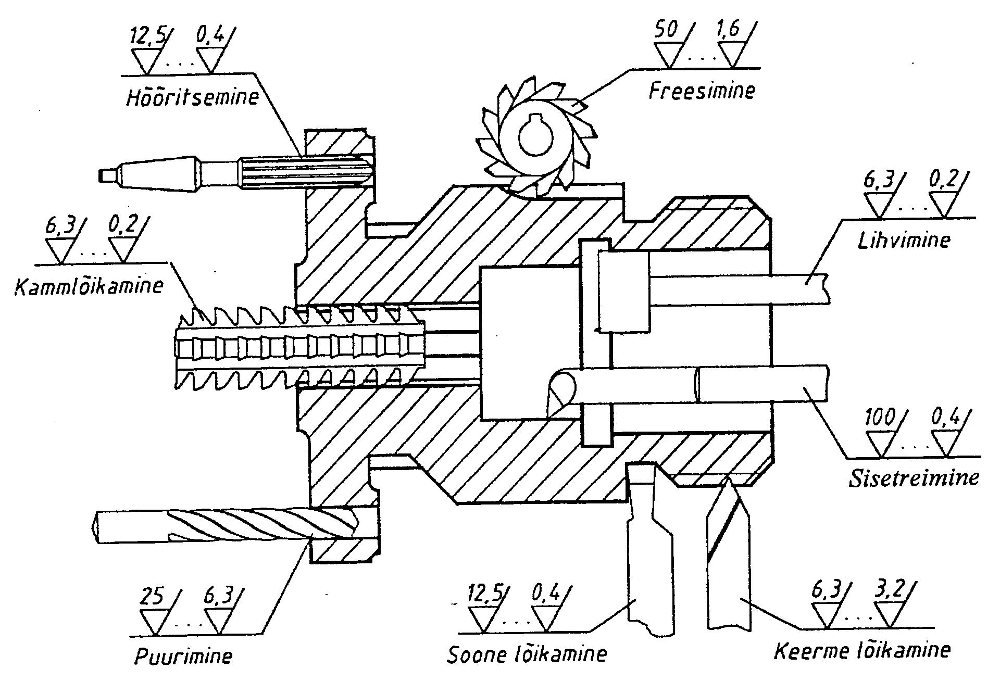 12,5 0,4
Hõõritsemine
50 1,6
Freesimine
6,3 0,2
Lihvimine
6,3 0,2
Kammlõikamine
100 0,4
Sisetreimine
25 6,3
Puurimine
12,5 0,4
Soone lõikamine
6,3 3,2
Keerme lõikamine